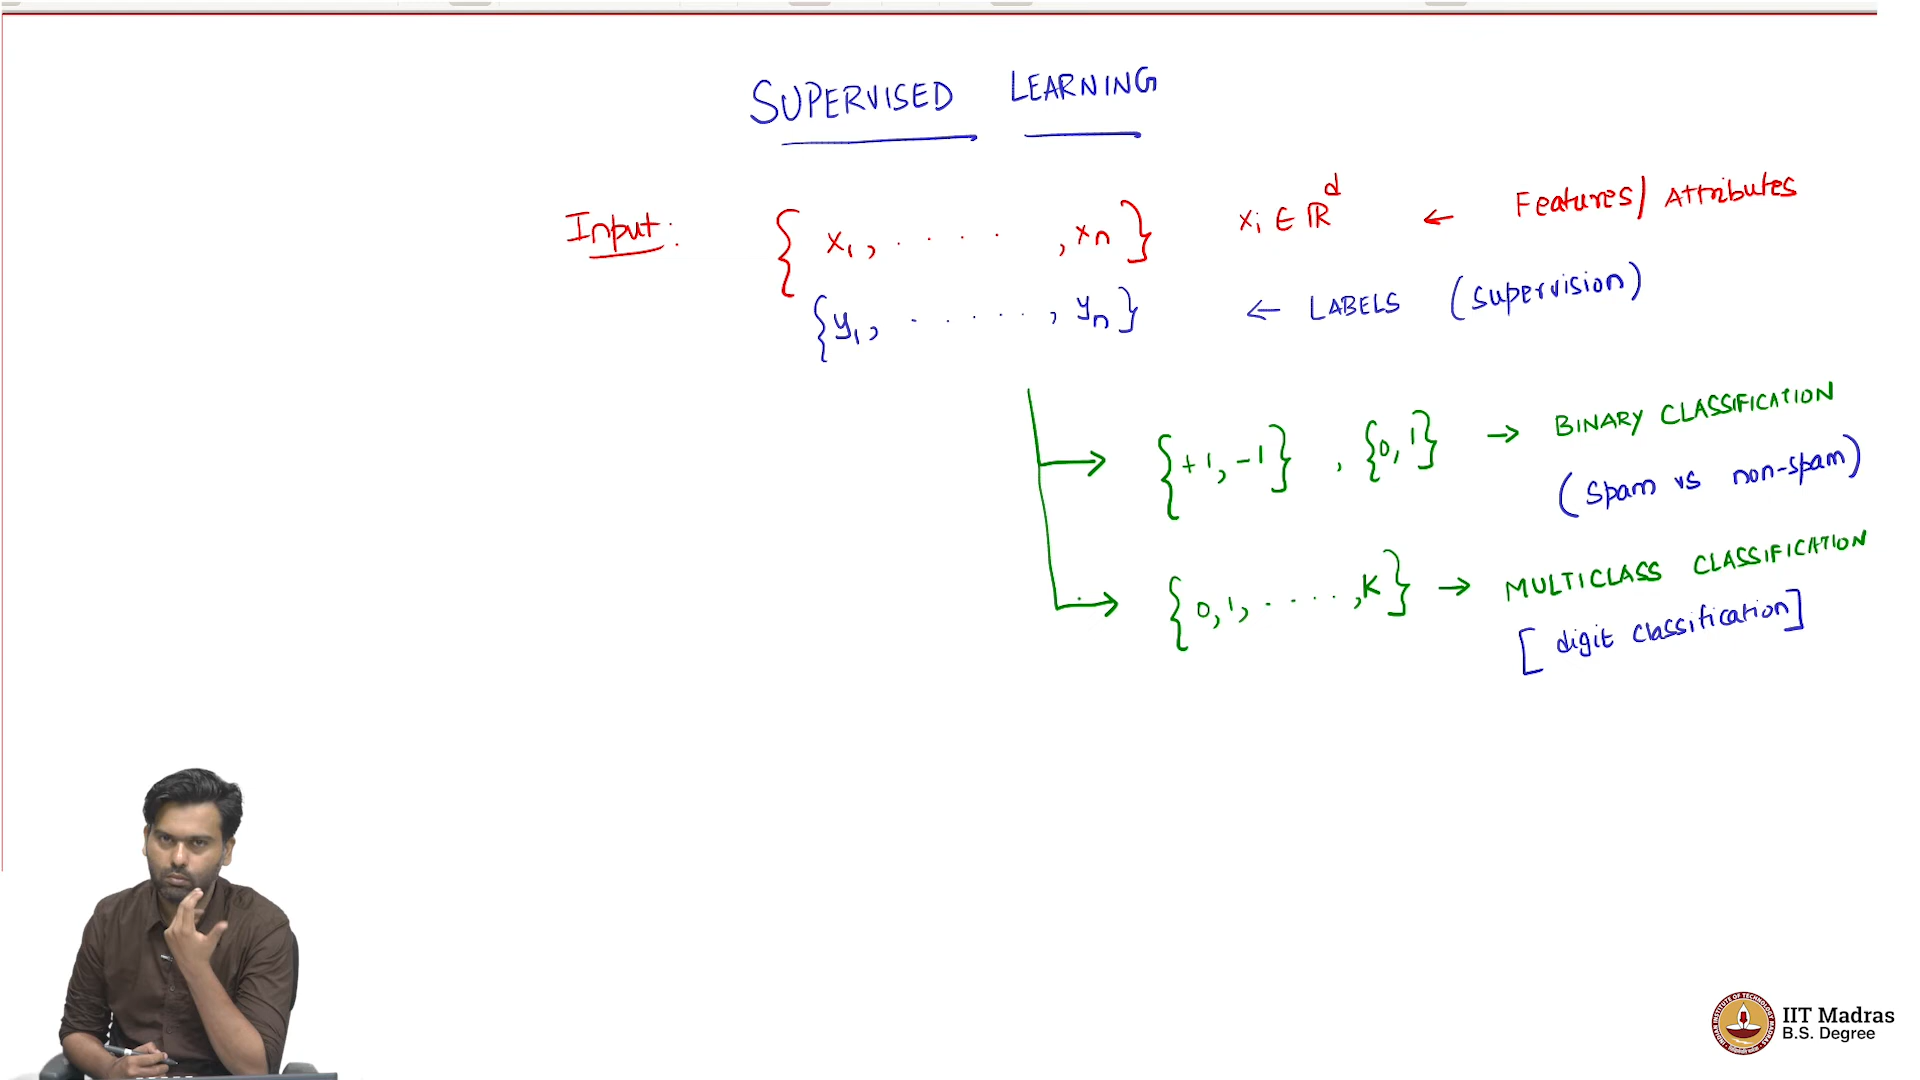 SUPERVISED LEARNING
Input: { x₁, . . . . , xₙ } xᵢ ∈ ℝᵈ ← Features/Attributes
{y₁, . . . . . , yₙ} ← LABELS (supervision)
→ {+1, -1} , {0, 1} → BINARY CLASSIFICATION
(spam vs non-spam)
→ {0, 1, . . . . , K} → MULTICLASS CLASSIFICATION
[ digit classification]
IIT Madras
B.S. Degree